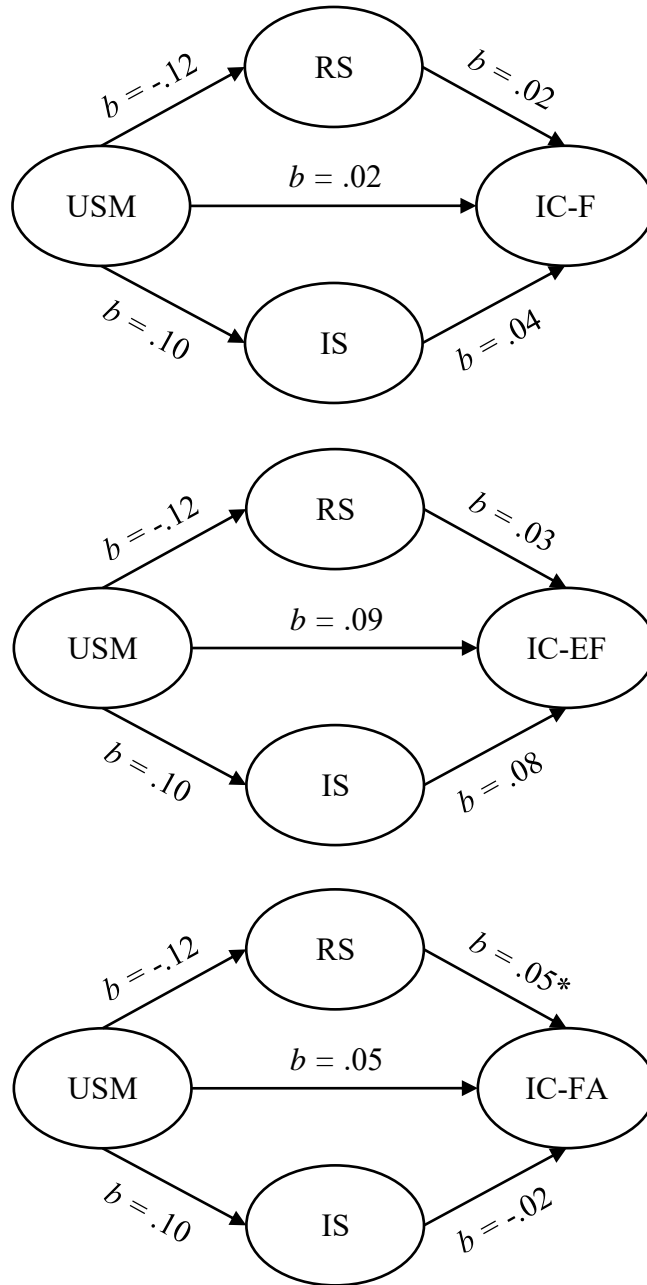 RS
b = -.12
b = .02
USM
b = .02
IC-F
b = .10
IS
b = .04
RS
b = -.12
b = .03
USM
b = .09
IC-EF
b = .10
IS
b = .08
RS
b = -.12
b = .05*
USM
b = .05
IC-FA
b = .10
IS
b = -.02